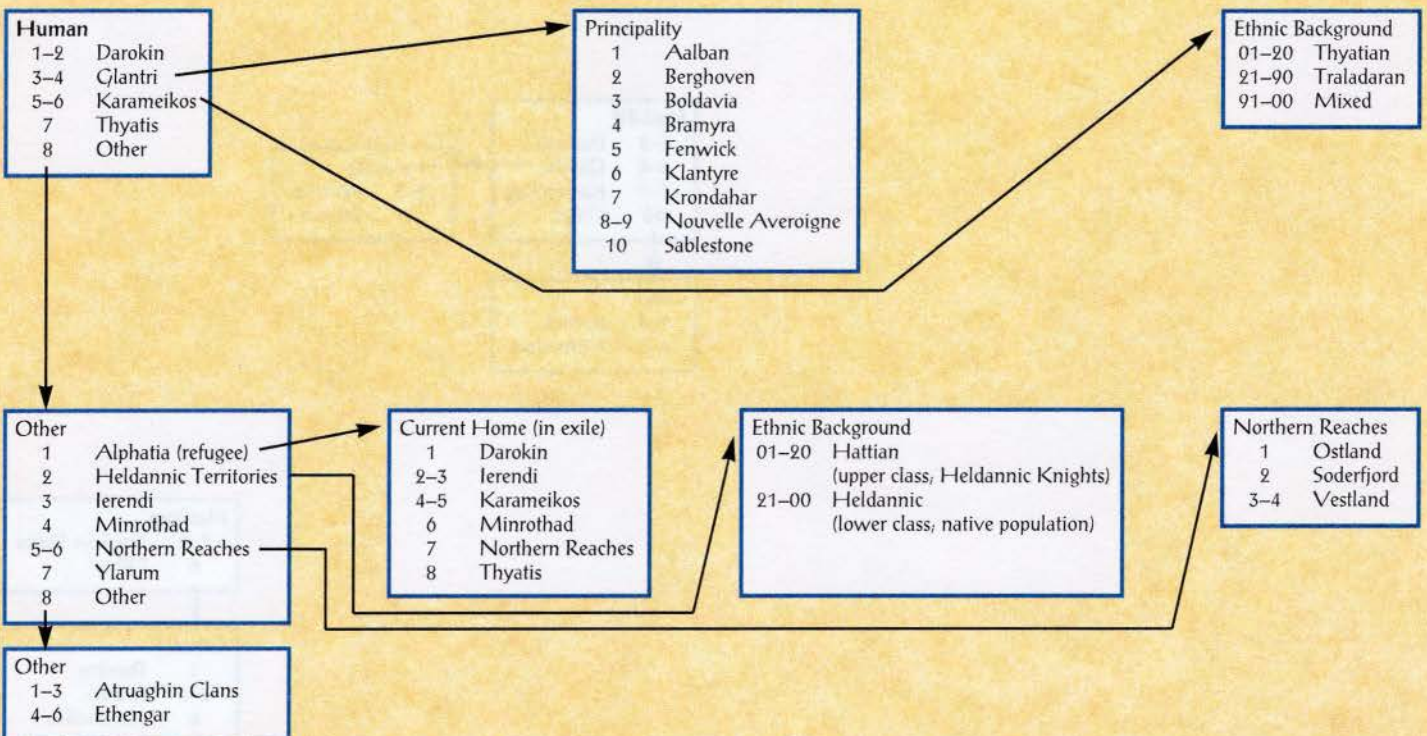 Human
1–2 Darokin
3–4 Glantri
5–6 Karameikos
7 Thyatis
8 Other
Principality
1 Aalban
2 Berghoven
3 Boldavia
4 Bramyra
5 Fenwick
6 Klantyre
7 Krondahar
8–9 Nouvelle Averoigne
10 Sablestone
Ethnic Background
01–20 Thyatian
21–90 Traladaran
91–00 Mixed
Other
1 Alphatia (refugee)
2 Heldannic Territories
3 Ierendi
4 Minrothad
5–6 Northern Reaches
7 Ylarum
8 Other
Current Home (in exile)
1 Darokin
2–3 Ierendi
4–5 Karameikos
6 Minrothad
7 Northern Reaches
8 Thyatis
Ethnic Background
01–20 Hattian
(upper class; Heldannic Knights)
21–00 Heldannic
(lower class; native population)
Northern Reaches
1 Ostland
2 Soderfjord
3–4 Vestland
Other
1–3 Atruaghin Clans
4–6 Ethengar